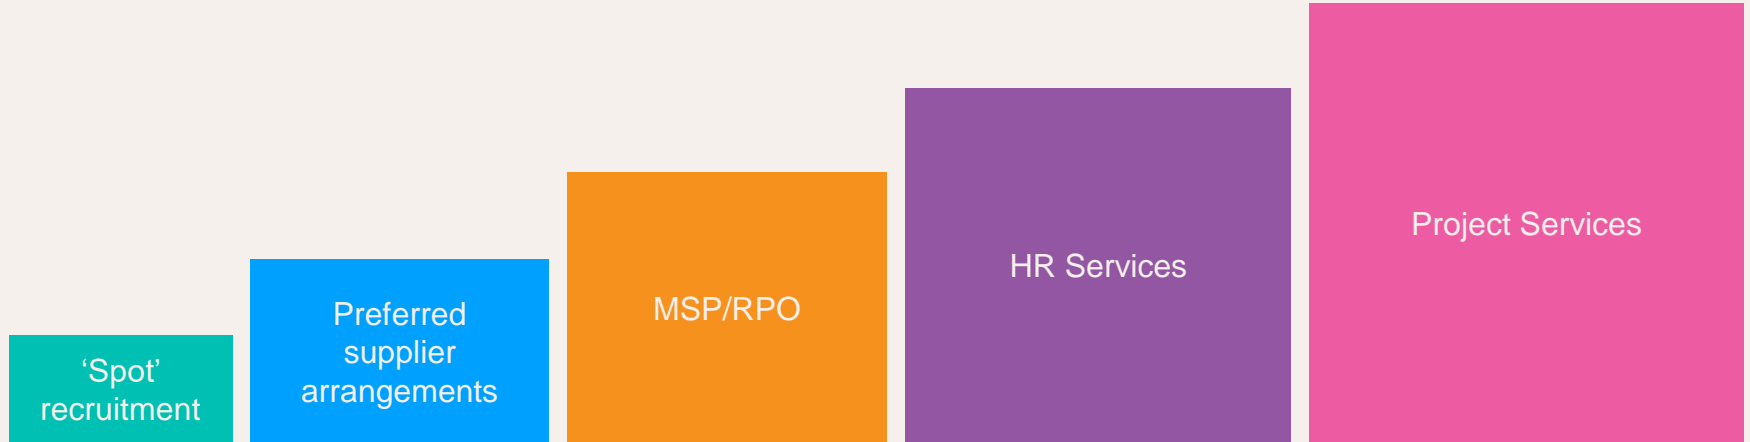 ‘Spot’
recruitment
Preferred
supplier
arrangements
MSP/RPO
HR Services
Project Services